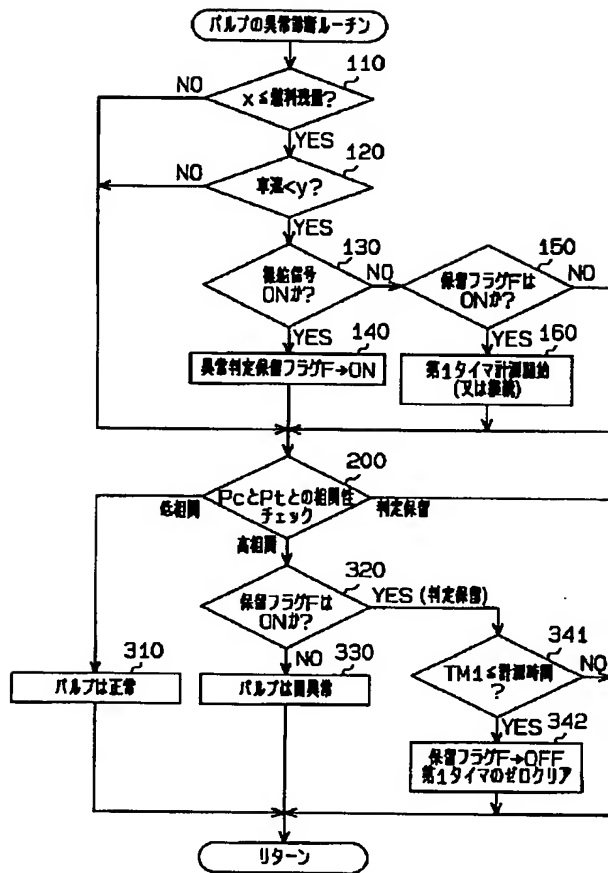 バルブの異常診断ルーチン
110
x≦燃料残量?
NO
YES
120
車速<y?
NO
YES
130
給信号
ONか?
NO
YES
150
保留フラグFは
ONか?
NO
YES
140
異常判定保留フラグF→ON
160
第1タイマ計測開始
(又は継続)
200
PcとPtとの相関性
チェック
低相関
判定保留
高相関
320
保留フラグFは
ONか?
YES (判定保留)
NO
310
バルブは正常
330
バルブは異常
341
TM1≦計測時間
?
NO
YES
342
保留フラグF→OFF
第1タイマのゼロクリア
リターン